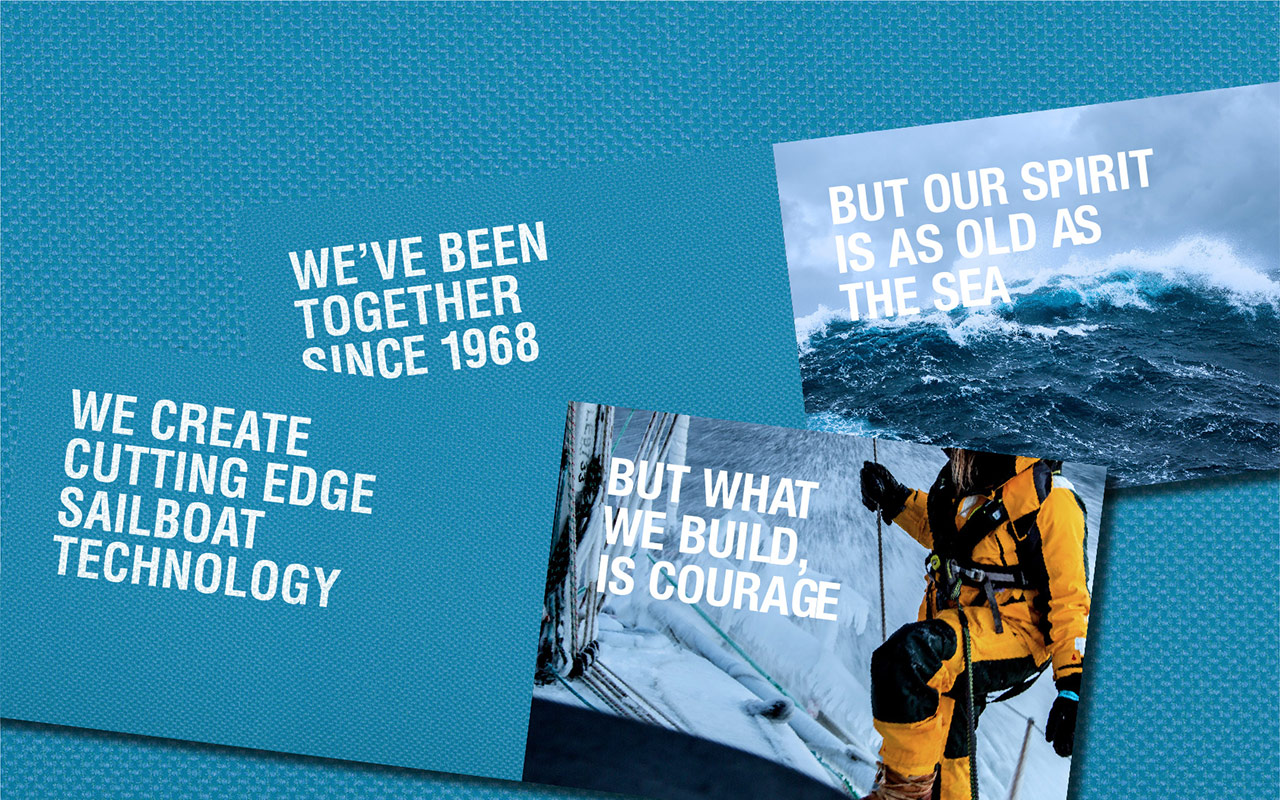 WE'VE BEEN
TOGETHER
SINCE 1968
BUT OUR SPIRIT
IS AS OLD AS
THE SEA
WE CREATE
CUTTING EDGE
SAILBOAT
TECHNOLOGY
BUT WHAT
WE BUILD,
IS COURAGE